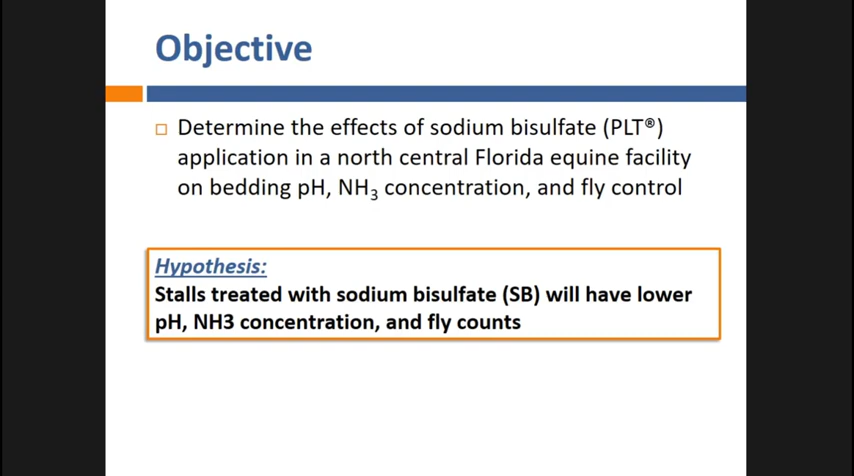 Objective
Determine the effects of sodium bisulfate (PLT®)
application in a north central Florida equine facility
on bedding pH, NH₃ concentration, and fly control
Hypothesis:
Stalls treated with sodium bisulfate (SB) will have lower
pH, NH3 concentration, and fly counts